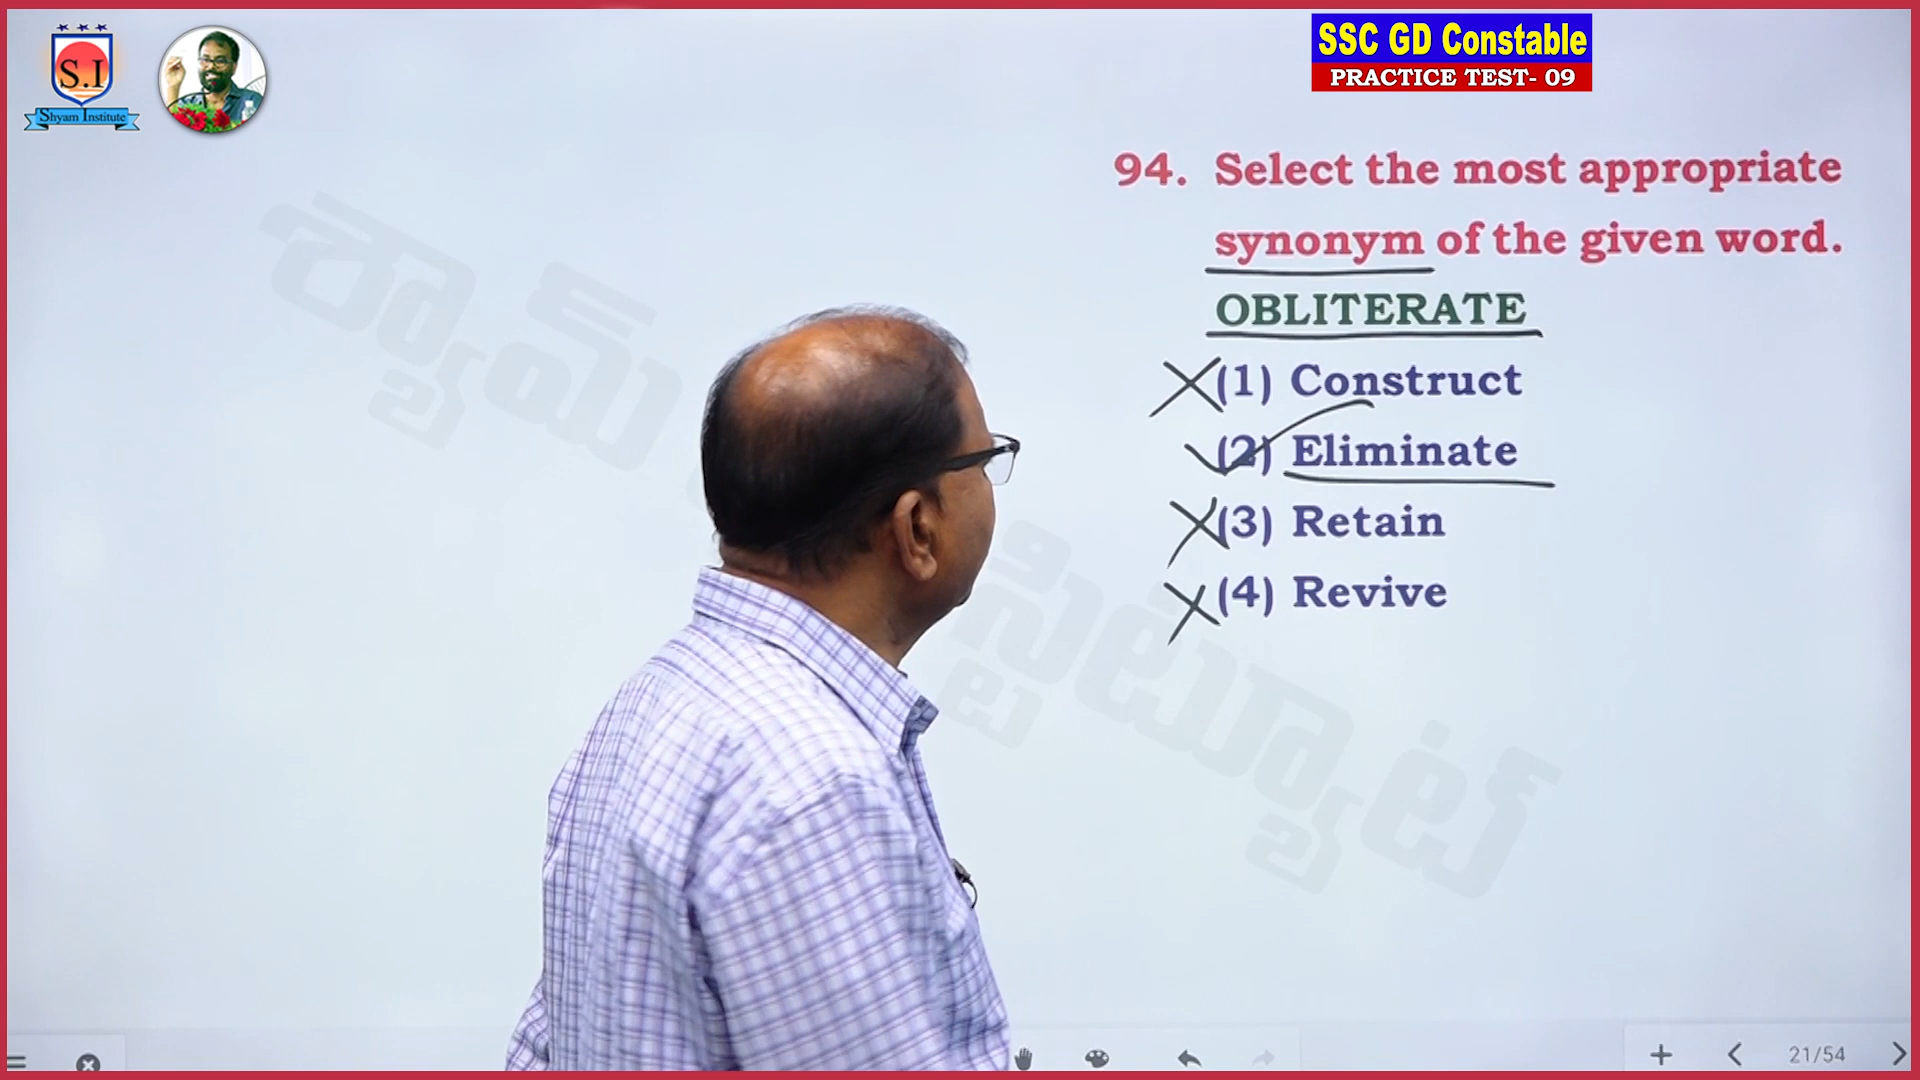 S.I
Shyam Institute
SSC GD Constable
PRACTICE TEST- 09
94. Select the most appropriate
synonym of the given word.
OBLITERATE
(1) Construct
(2) Eliminate
(3) Retain
(4) Revive
శ్యామ్
21/54